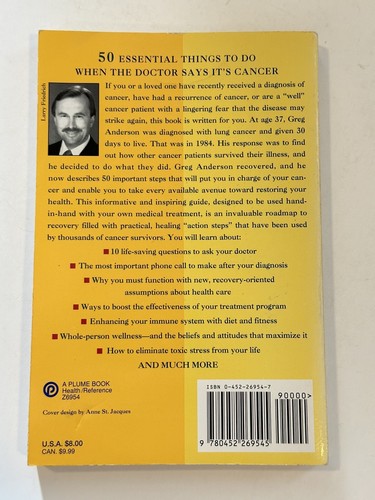 50 ESSENTIAL THINGS TO DO
WHEN THE DOCTOR SAYS IT'S CANCER
Larry Fendrich
If you or a loved one have recently received a diagnosis of
cancer, have had a recurrence of cancer, or are a "well"
cancer patient with a lingering fear that the disease may
strike again, this book is written for you. At age 37, Greg
Anderson was diagnosed with lung cancer and given 30
days to live. That was in 1984. His response was to find
out how other cancer patients survived their illness, and
he decided to do what they did. Greg Anderson recovered, and he
now describes 50 important steps that will put you in charge of your can-
cer and enable you to take every available avenue toward restoring your
health. This informative and inspiring guide, designed to be used hand-
in-hand with your own medical treatment, is an invaluable roadmap to
recovery filled with practical, healing "action steps" that have been used
by thousands of cancer survivors. You will learn about:
■ 10 life-saving questions to ask your doctor
■ The most important phone call to make after your diagnosis
■ Why you must function with new, recovery-oriented
assumptions about health care
■ Ways to boost the effectiveness of your treatment program
■ Enhancing your immune system with diet and fitness
■ Whole-person wellness—and the beliefs and attitudes that maximize it
■ How to eliminate toxic stress from your life
AND MUCH MORE
P
A PLUME BOOK
Health/Reference
Z6954
Cover design by Anne St. Jacques
U.S.A. $8.00
CAN. $9.99
ISBN 0-452-26954-7
90000>
9 780452 269545